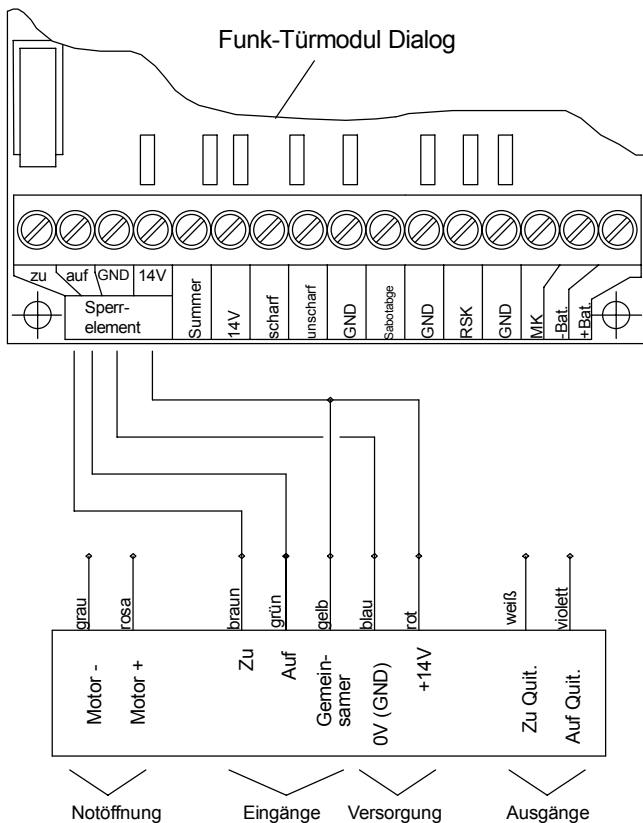 Funk-Türmodul Dialog
zu
auf
GND
14V
Sperr-
element
Summer
14V
scharf
unscharf
GND
Sabotabge
GND
RSK
GND
MK
-Bat.
+Bat.
grau
rosa
braun
grün
gelb
blau
rot
weiß
violett
Motor -
Motor +
Zu
Auf
Gemein-
samer
0V (GND)
+14V
Zu Quit.
Auf Quit.
Notöffnung
Eingänge
Versorgung
Ausgänge